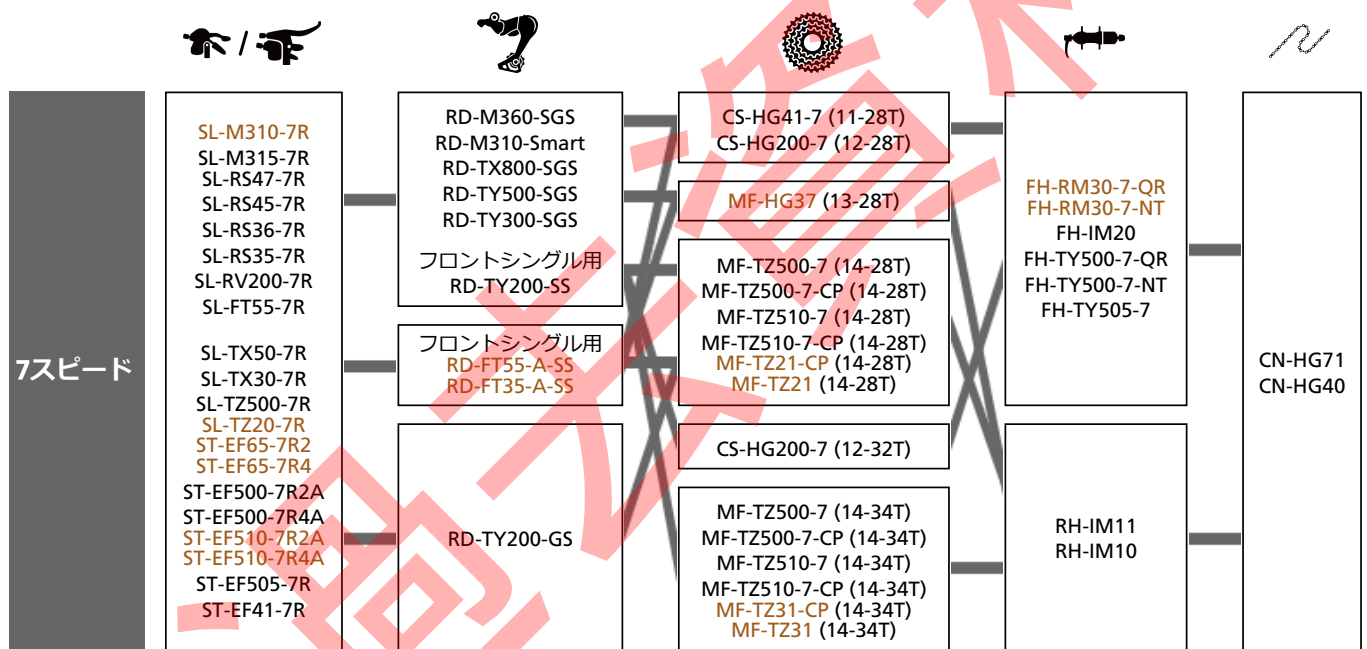 7スピード
SL-M310-7R
SL-M315-7R
SL-RS47-7R
SL-RS45-7R
SL-RS36-7R
SL-RS35-7R
SL-RV200-7R
SL-FT55-7R
SL-TX50-7R
SL-TX30-7R
SL-TZ500-7R
SL-TZ20-7R
ST-EF65-7R2
ST-EF65-7R4
ST-EF500-7R2A
ST-EF500-7R4A
ST-EF510-7R2A
ST-EF510-7R4A
ST-EF505-7R
ST-EF41-7R
RD-M360-SGS
RD-M310-Smart
RD-TX800-SGS
RD-TY500-SGS
RD-TY300-SGS
フロントシングル用
RD-TY200-SS
フロントシングル用
RD-FT55-A-SS
RD-FT35-A-SS
RD-TY200-GS
CS-HG41-7 (11-28T)
CS-HG200-7 (12-28T)
MF-HG37 (13-28T)
MF-TZ500-7 (14-28T)
MF-TZ500-7-CP (14-28T)
MF-TZ510-7 (14-28T)
MF-TZ510-7-CP (14-28T)
MF-TZ21-CP (14-28T)
MF-TZ21 (14-28T)
CS-HG200-7 (12-32T)
MF-TZ500-7 (14-34T)
MF-TZ500-7-CP (14-34T)
MF-TZ510-7 (14-34T)
MF-TZ510-7-CP (14-34T)
MF-TZ31-CP (14-34T)
MF-TZ31 (14-34T)
FH-RM30-7-QR
FH-RM30-7-NT
FH-IM20
FH-TY500-7-QR
FH-TY500-7-NT
FH-TY505-7
RH-IM11
RH-IM10
CN-HG71
CN-HG40